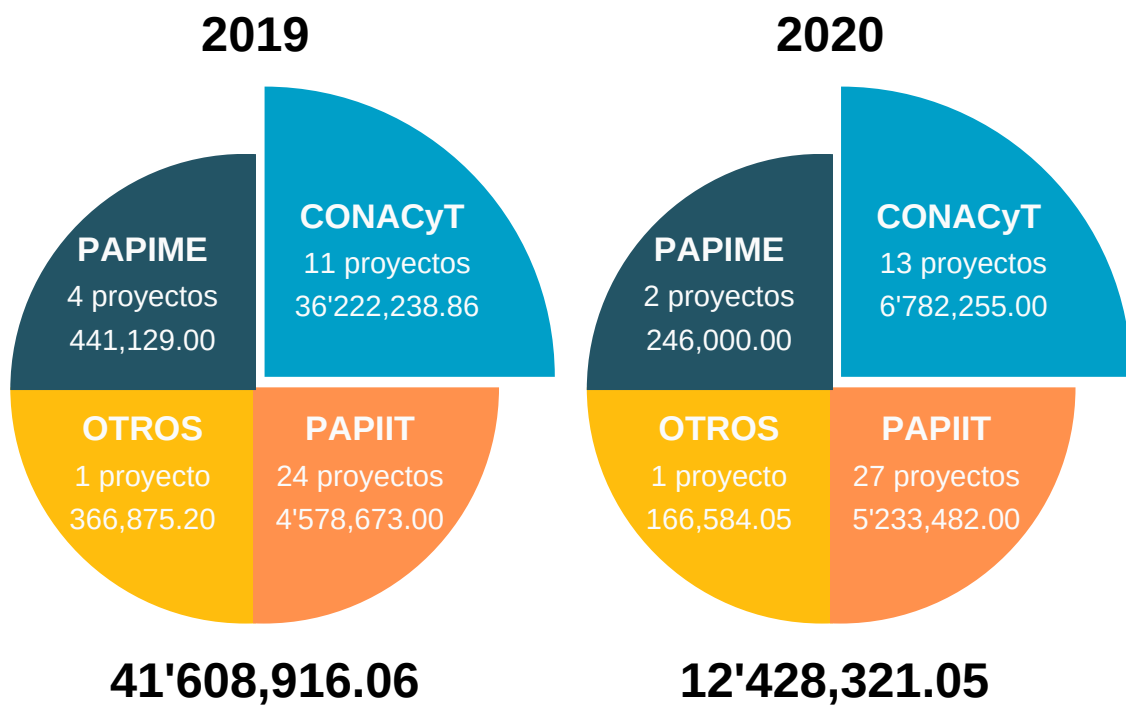 2019
CONACyT
11 proyectos
36'222,238.86
PAPIME
4 proyectos
441,129.00
OTROS
1 proyecto
366,875.20
PAPIIT
24 proyectos
4'578,673.00
41'608,916.06
2020
CONACyT
13 proyectos
6'782,255.00
PAPIME
2 proyectos
246,000.00
OTROS
1 proyecto
166,584.05
PAPIIT
27 proyectos
5'233,482.00
12'428,321.05